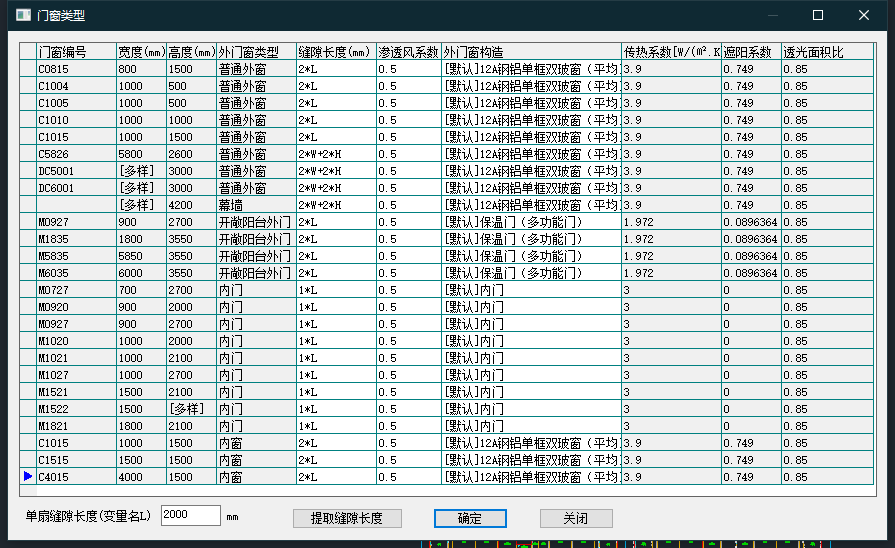 门窗类型
门窗编号 宽度(mm) 高度(mm) 外门窗类型 缝隙长度(mm) 渗透风系数 外门窗构造 传热系数[W/(㎡.K 遮阳系数 透光面积比
C0815 800 1500 普通外窗 2*L 0.5 [默认]12A钢铝单框双玻窗（平均） 3.9 0.749 0.85
C1004 1000 500 普通外窗 2*L 0.5 [默认]12A钢铝单框双玻窗（平均） 3.9 0.749 0.85
C1005 1000 500 普通外窗 2*L 0.5 [默认]12A钢铝单框双玻窗（平均） 3.9 0.749 0.85
C1010 1000 1000 普通外窗 2*L 0.5 [默认]12A钢铝单框双玻窗（平均） 3.9 0.749 0.85
C1015 1000 1500 普通外窗 2*L 0.5 [默认]12A钢铝单框双玻窗（平均） 3.9 0.749 0.85
C5826 5800 2600 普通外窗 2*W+2*H 0.5 [默认]12A钢铝单框双玻窗（平均） 3.9 0.749 0.85
DC5001 [多样] 3000 普通外窗 2*W+2*H 0.5 [默认]12A钢铝单框双玻窗（平均） 3.9 0.749 0.85
DC6001 [多样] 3000 普通外窗 2*W+2*H 0.5 [默认]12A钢铝单框双玻窗（平均） 3.9 0.749 0.85
[多样] 4200 幕墙 2*W+2*H 0.5 [默认]12A钢铝单框双玻窗（平均） 3.9 0.749 0.85
M0927 900 2700 开敞阳台外门 2*L 0.5 [默认]保温门（多功能门） 1.972 0.0896364 0.85
M1835 1800 3550 开敞阳台外门 2*L 0.5 [默认]保温门（多功能门） 1.972 0.0896364 0.85
M5835 5850 3550 开敞阳台外门 2*L 0.5 [默认]保温门（多功能门） 1.972 0.0896364 0.85
M6035 6000 3550 开敞阳台外门 2*L 0.5 [默认]保温门（多功能门） 1.972 0.0896364 0.85
M0727 700 2700 内门 1*L 0.5 [默认]内门 3 0 0.85
M0920 900 2000 内门 1*L 0.5 [默认]内门 3 0 0.85
M0927 900 2700 内门 1*L 0.5 [默认]内门 3 0 0.85
M1020 1000 2000 内门 1*L 0.5 [默认]内门 3 0 0.85
M1021 1000 2100 内门 1*L 0.5 [默认]内门 3 0 0.85
M1027 1000 2700 内门 1*L 0.5 [默认]内门 3 0 0.85
M1521 1500 2100 内门 1*L 0.5 [默认]内门 3 0 0.85
M1522 1500 [多样] 内门 1*L 0.5 [默认]内门 3 0 0.85
M1821 1800 2100 内门 1*L 0.5 [默认]内门 3 0 0.85
C1015 1000 1500 内窗 2*L 0.5 [默认]12A钢铝单框双玻窗（平均） 3.9 0.749 0.85
C1515 1500 1500 内窗 2*L 0.5 [默认]12A钢铝单框双玻窗（平均） 3.9 0.749 0.85
C4015 4000 1500 内窗 2*L 0.5 [默认]12A钢铝单框双玻窗（平均） 3.9 0.749 0.85
单扇缝隙长度(变量名L) 2000 mm 提取缝隙长度 确定 关闭